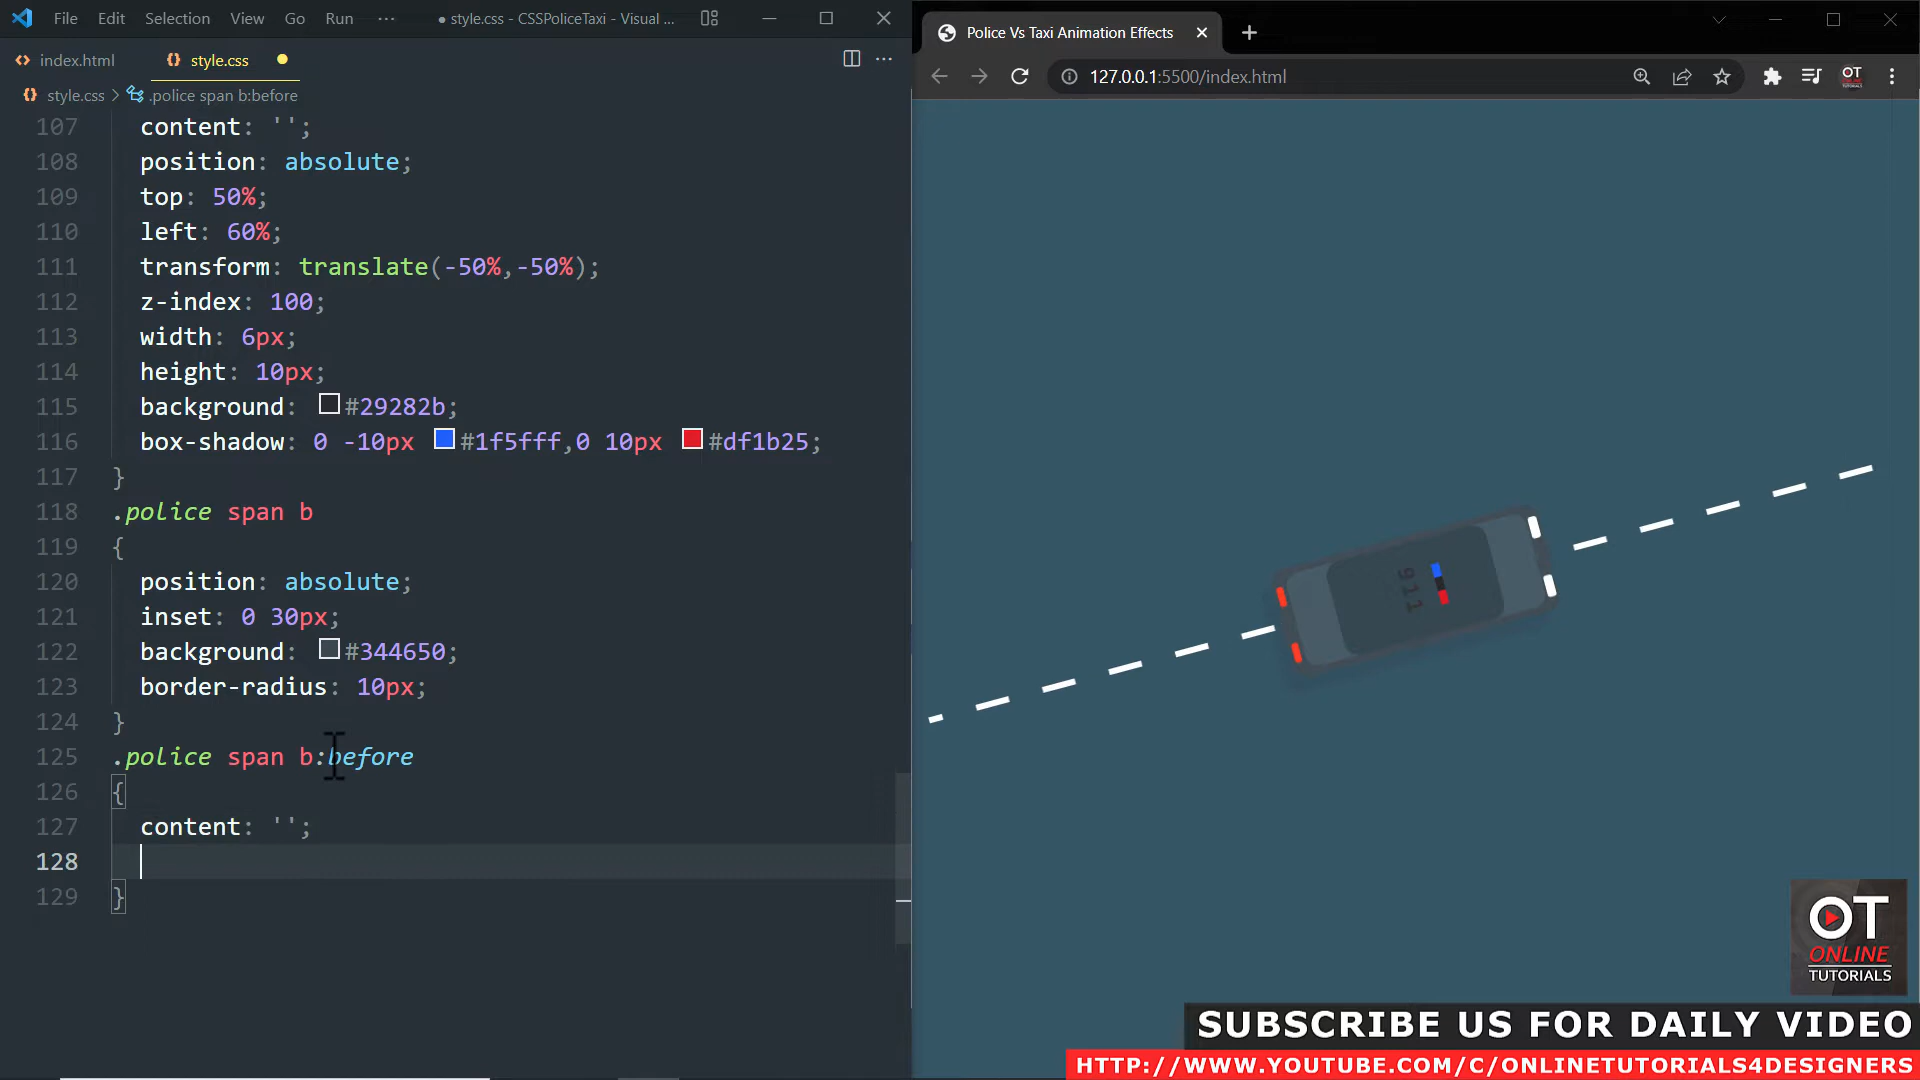 File Edit Selection View Go Run ··· ● style.css - CSSPoliceTaxi - Visual ...
index.html style.css
style.css > .police span b:before
107 content: '';
108 position: absolute;
109 top: 50%;
110 left: 60%;
111 transform: translate(-50%,-50%);
112 z-index: 100;
113 width: 6px;
114 height: 10px;
115 background: #29282b;
116 box-shadow: 0 -10px #1f5fff,0 10px #df1b25;
117 }
118 .police span b
119 {
120 position: absolute;
121 inset: 0 30px;
122 background: #344650;
123 border-radius: 10px;
124 }
125 .police span b:before
126 {
127 content: '';
128
129 }
Police Vs Taxi Animation Effects
127.0.0.1:5500/index.html
911
OT
ONLINE
TUTORIALS
SUBSCRIBE US FOR DAILY VIDEO
HTTP://WWW.YOUTUBE.COM/C/ONLINETUTORIALS4DESIGNERS